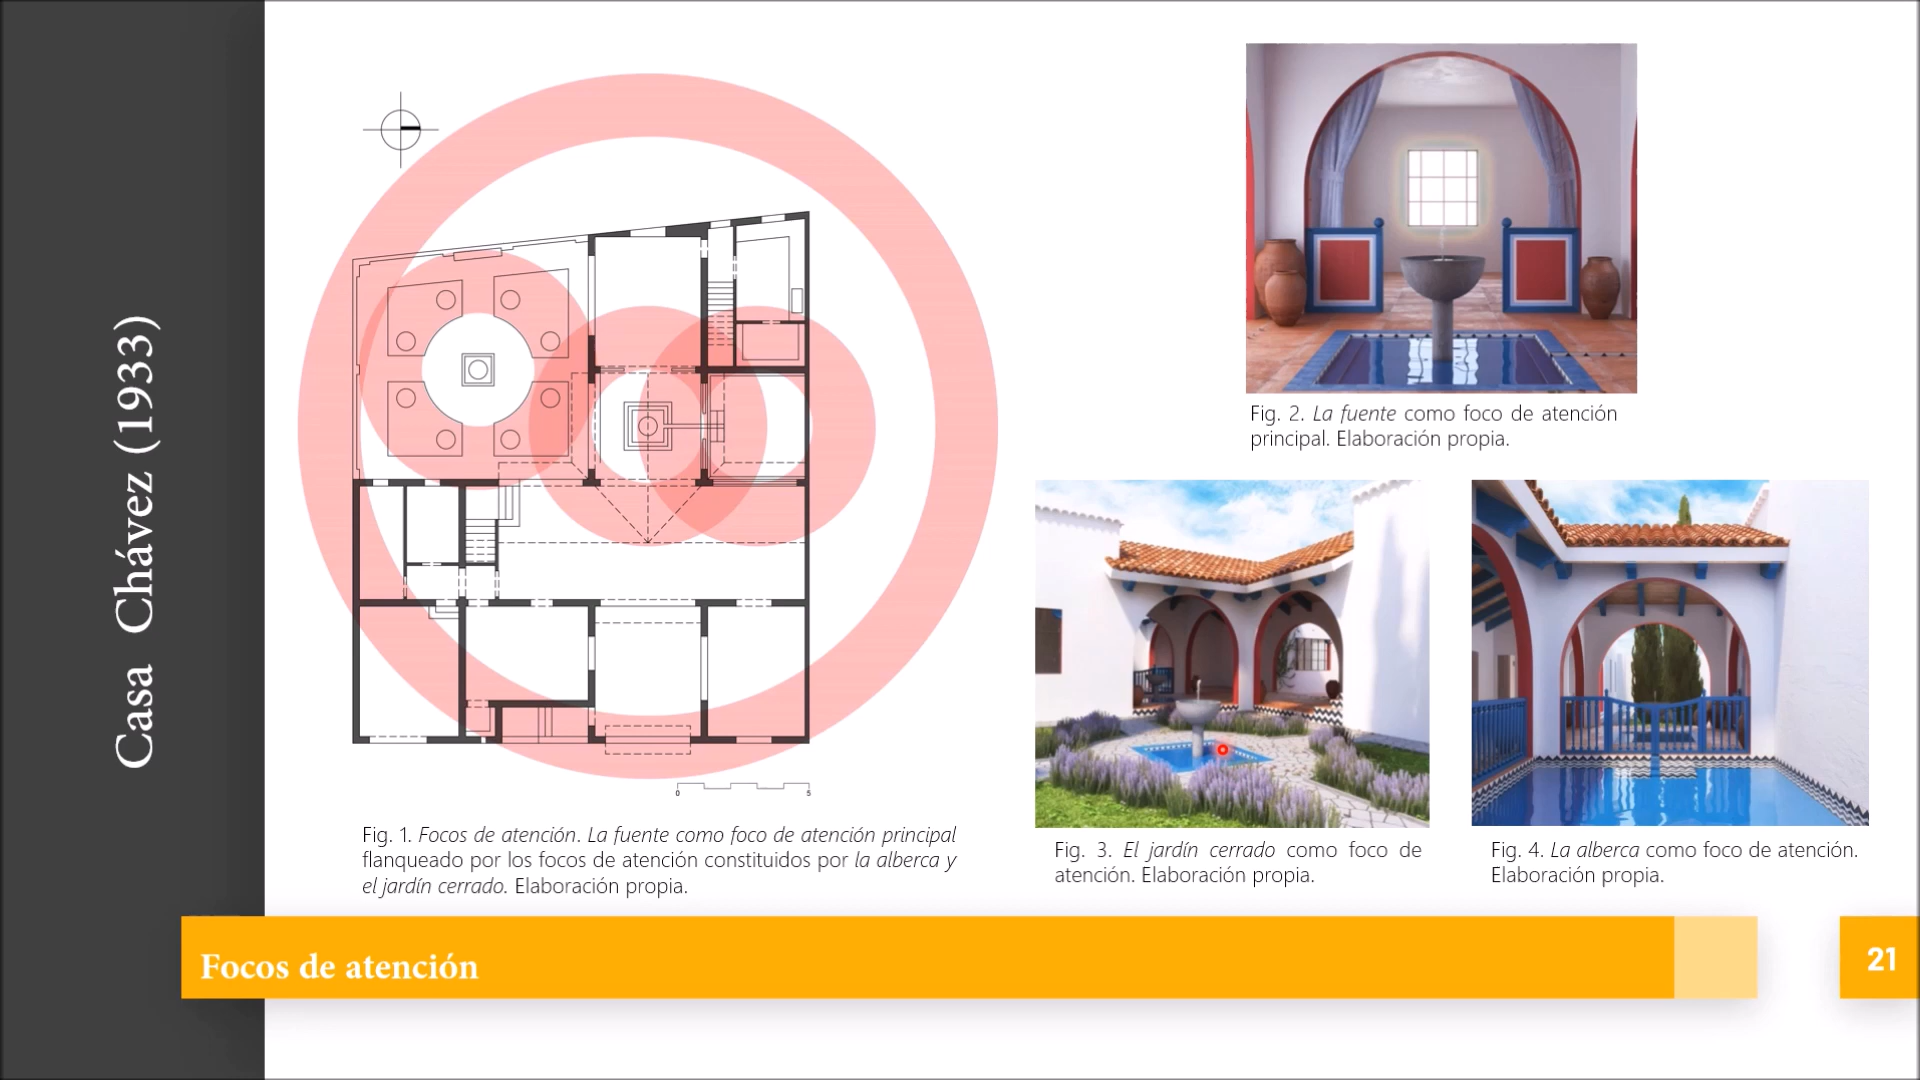 Casa Chávez (1933)
0 5
Fig. 1. Focos de atención. La fuente como foco de atención principal
flanqueado por los focos de atención constituidos por la alberca y
el jardín cerrado. Elaboración propia.
Fig. 2. La fuente como foco de atención
principal. Elaboración propia.
Fig. 3. El jardín cerrado como foco de
atención. Elaboración propia.
Fig. 4. La alberca como foco de atención.
Elaboración propia.
Focos de atención
21